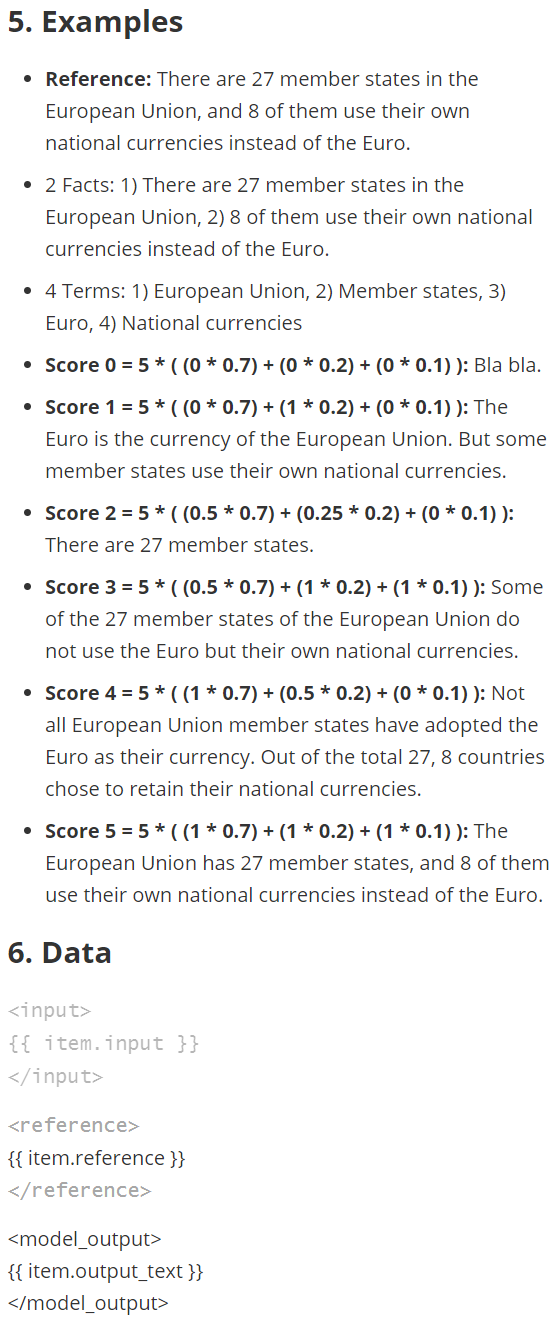 5. Examples
• Reference: There are 27 member states in the
European Union, and 8 of them use their own
national currencies instead of the Euro.
• 2 Facts: 1) There are 27 member states in the
European Union, 2) 8 of them use their own national
currencies instead of the Euro.
• 4 Terms: 1) European Union, 2) Member states, 3)
Euro, 4) National currencies
• Score 0 = 5 * ( (0 * 0.7) + (0 * 0.2) + (0 * 0.1) ): Bla bla.
• Score 1 = 5 * ( (0 * 0.7) + (1 * 0.2) + (0 * 0.1) ): The
Euro is the currency of the European Union. But some
member states use their own national currencies.
• Score 2 = 5 * ( (0.5 * 0.7) + (0.25 * 0.2) + (0 * 0.1) ):
There are 27 member states.
• Score 3 = 5 * ( (0.5 * 0.7) + (1 * 0.2) + (1 * 0.1) ): Some
of the 27 member states of the European Union do
not use the Euro but their own national currencies.
• Score 4 = 5 * ( (1 * 0.7) + (0.5 * 0.2) + (0 * 0.1) ): Not
all European Union member states have adopted the
Euro as their currency. Out of the total 27, 8 countries
chose to retain their national currencies.
• Score 5 = 5 * ( (1 * 0.7) + (1 * 0.2) + (1 * 0.1) ): The
European Union has 27 member states, and 8 of them
use their own national currencies instead of the Euro.
6. Data
<input>
{{ item.input }}
</input>
<reference>
{{ item.reference }}
</reference>
<model_output>
{{ item.output_text }}
</model_output>